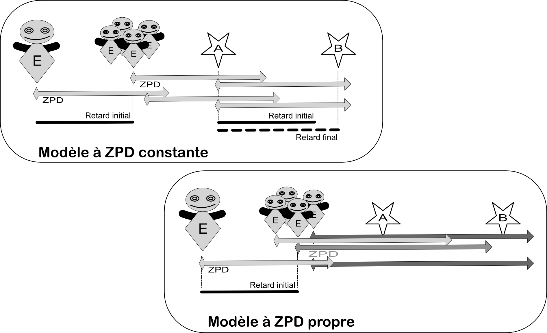 A
B
E
E
ZPD
ZPD
Retard initial
Retard initial
Retard final
Modèle à ZPD constante
E
E
A
B
ZPD
ZPD
Retard initial
Modèle à ZPD propre